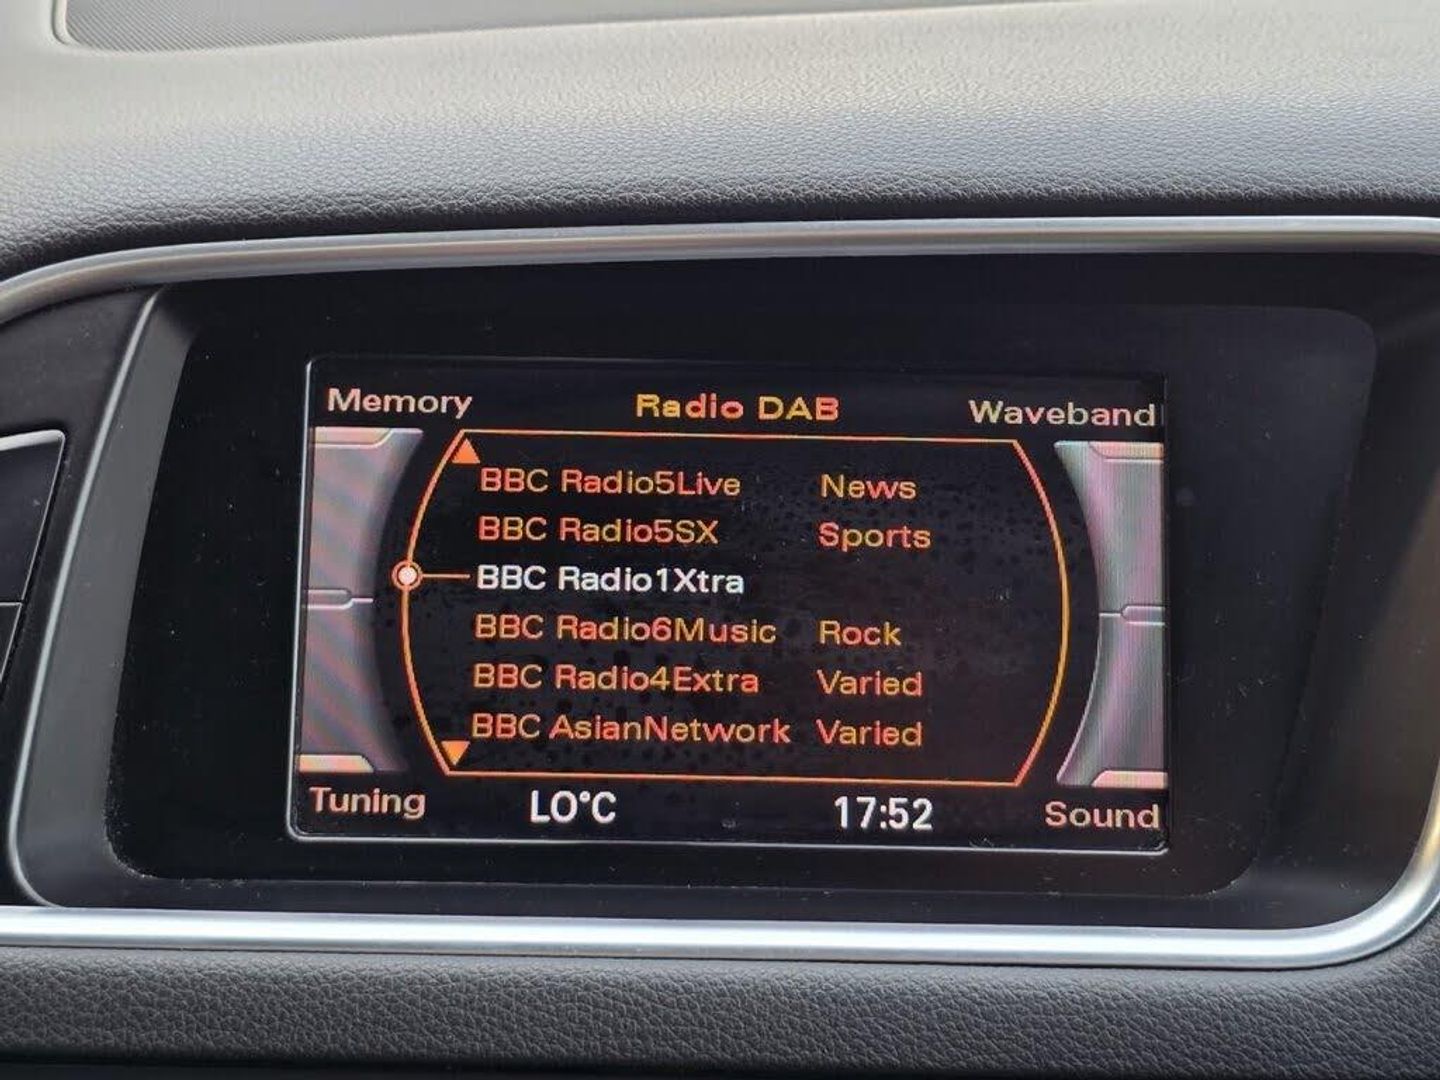 Memory Radio DAB Waveband
BBC Radio5Live News
BBC Radio5SX Sports
BBC Radio1Xtra
BBC Radio6Music Rock
BBC Radio4Extra Varied
BBC AsianNetwork Varied
Tuning LO°C 17:52 Sound